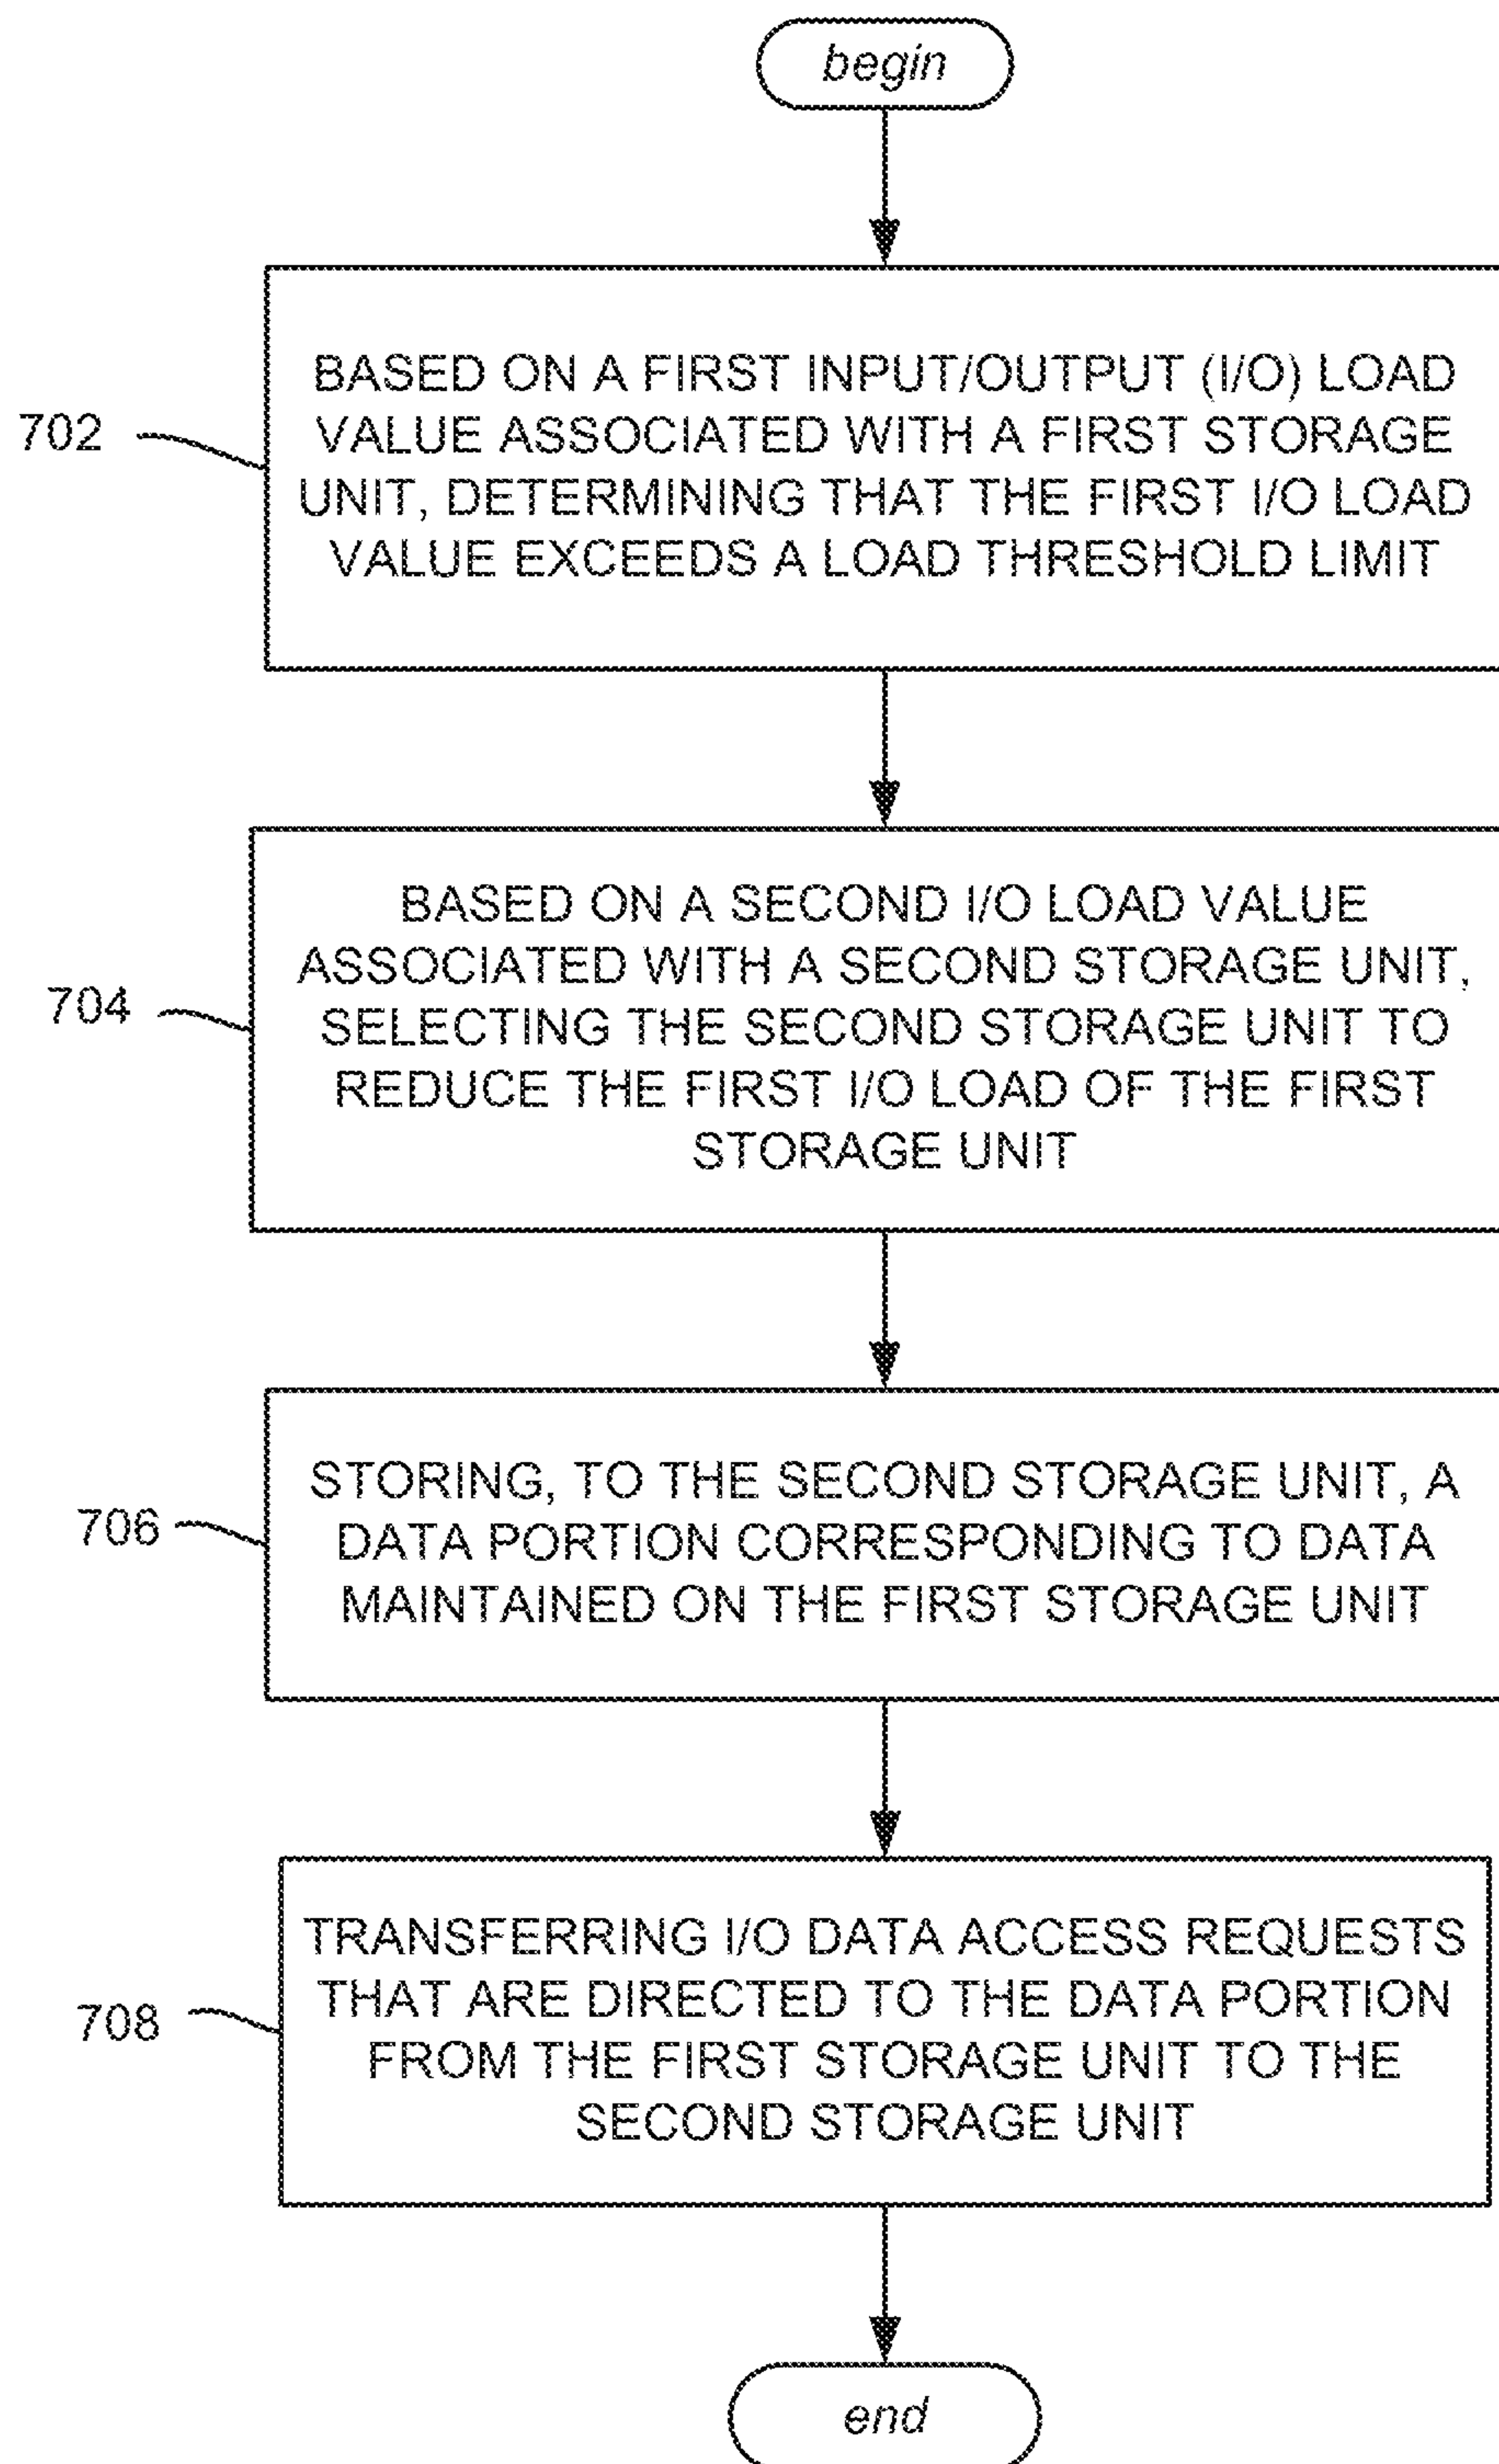 begin
702
BASED ON A FIRST INPUT/OUTPUT (I/O) LOAD
VALUE ASSOCIATED WITH A FIRST STORAGE
UNIT, DETERMINING THAT THE FIRST I/O LOAD
VALUE EXCEEDS A LOAD THRESHOLD LIMIT
704
BASED ON A SECOND I/O LOAD VALUE
ASSOCIATED WITH A SECOND STORAGE UNIT,
SELECTING THE SECOND STORAGE UNIT TO
REDUCE THE FIRST I/O LOAD OF THE FIRST
STORAGE UNIT
706
STORING, TO THE SECOND STORAGE UNIT, A
DATA PORTION CORRESPONDING TO DATA
MAINTAINED ON THE FIRST STORAGE UNIT
708
TRANSFERRING I/O DATA ACCESS REQUESTS
THAT ARE DIRECTED TO THE DATA PORTION
FROM THE FIRST STORAGE UNIT TO THE
SECOND STORAGE UNIT
end